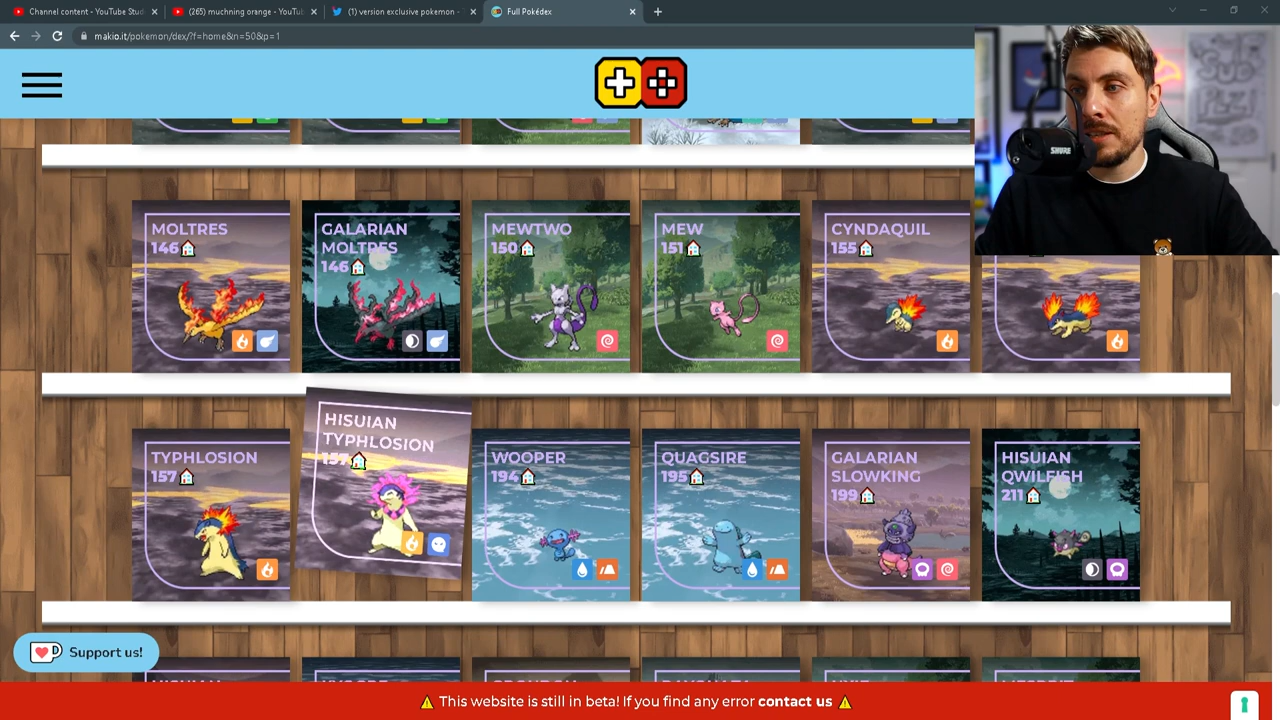 Channel content - YouTube Stud
(265) muchning orange - YouTub
(1) version exclusive pokemon -
Full Pokédex
makio.it/pokemon/dex/?f=home&n=50&p=1
SHURE
MOLTRES
146
GALARIAN
MOLTRES
146
MEWTWO
150
MEW
151
CYNDAQUIL
155
TYPHLOSION
157
HISUIAN
TYPHLOSION
157
WOOPER
194
QUAGSIRE
195
GALARIAN
SLOWKING
199
HISUIAN
QWILFISH
211
Support us!
⚠ This website is still in beta! If you find any error contact us ⚠